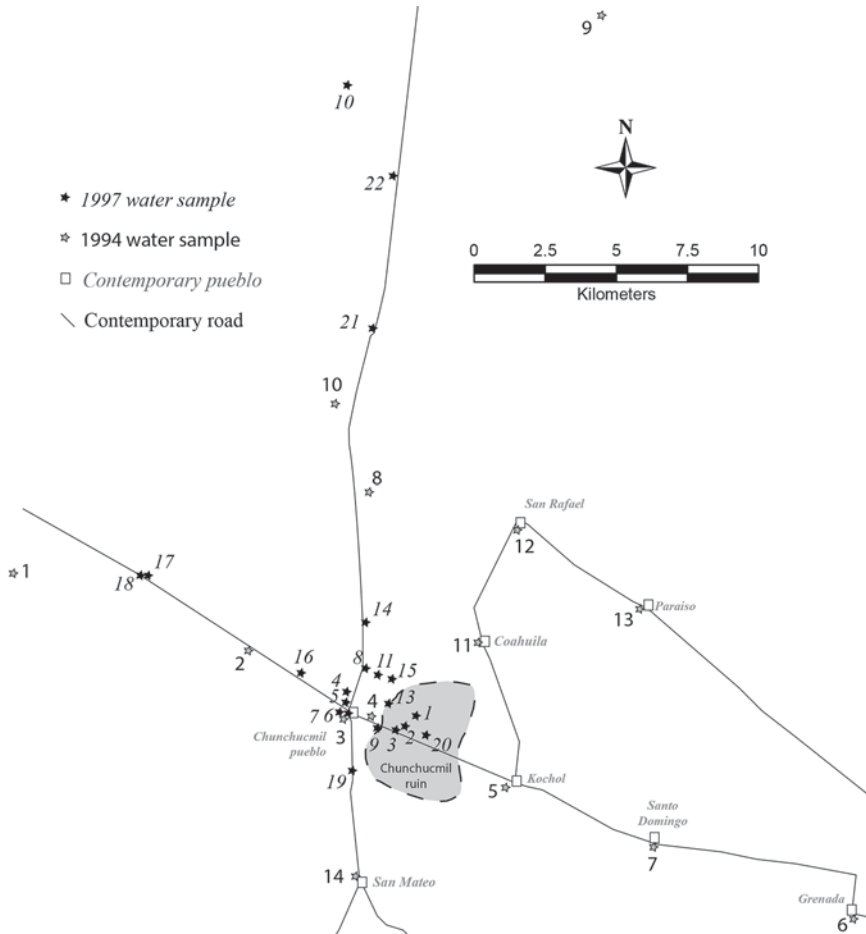 9
10
N
22
1997 water sample
0 2.5 5 7.5 10
1994 water sample
Contemporary pueblo
Kilometers
Contemporary road
21
10
8
San Rafael
12
1
18 17
Paraiso
13
14
11 Coahuila
2
16
8 11 15
4
5
13
4
1
7 6
3
2
Chunchucmil
pueblo
9 3 20
Chunchucmil
ruin
19
Kochol
5
Santo
Domingo
7
14
San Mateo
Grenada
6